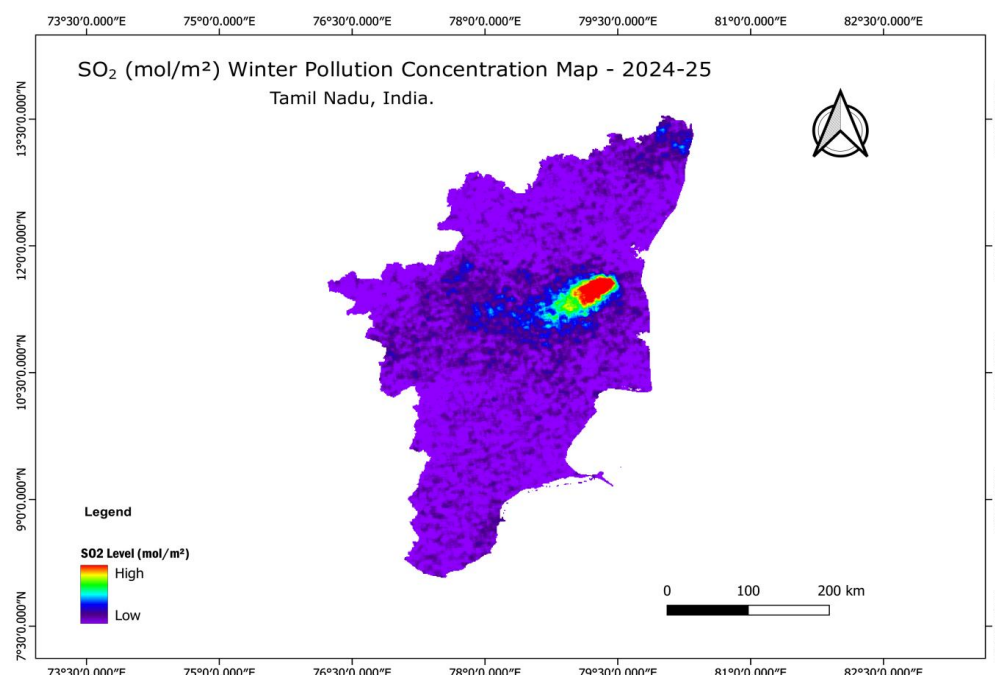 73°30'0.000"E 75°0'0.000"E 76°30'0.000"E 78°0'0.000"E 79°30'0.000"E 81°0'0.000"E 82°30'0.000"E
SO₂ (mol/m²) Winter Pollution Concentration Map - 2024-25
Tamil Nadu, India.
13°30'0.000"N
12°0'0.000"N
10°30'0.000"N
9°0'0.000"N
7°30'0.000"N
Legend
SO2 Level (mol/m²)
High
Low
0 100 200 km
73°30'0.000"E 75°0'0.000"E 76°30'0.000"E 78°0'0.000"E 79°30'0.000"E 81°0'0.000"E 82°30'0.000"E